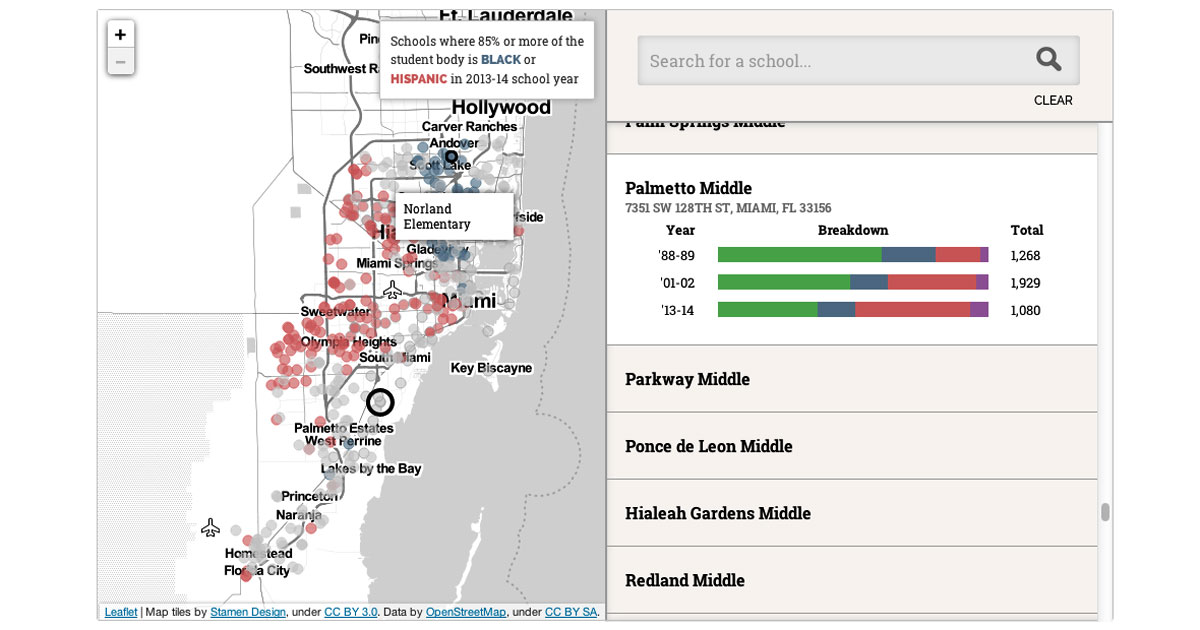 +
−
Ft. Lauderdale
Schools where 85% or more of the
student body is BLACK or
HISPANIC in 2013-14 school year
Southwest R
Hollywood
Carver Ranches
Andover
Scott Lake
Norland
Elementary
rfside
Gladeview
Miami Springs
Miami
Sweetwater
Olympia Heights
South Miami
Key Biscayne
Palmetto Estates
West Perrine
Lakes by the Bay
Princeton
Naranja
Homestead
Florida City
Leaflet | Map tiles by Stamen Design, under CC BY 3.0. Data by OpenStreetMap, under CC BY SA.
Search for a school...
CLEAR
Palm Springs Middle
Palmetto Middle
7351 SW 128TH ST, MIAMI, FL 33156
Year Breakdown Total
'88-89 1,268
'01-02 1,929
'13-14 1,080
Parkway Middle
Ponce de Leon Middle
Hialeah Gardens Middle
Redland Middle